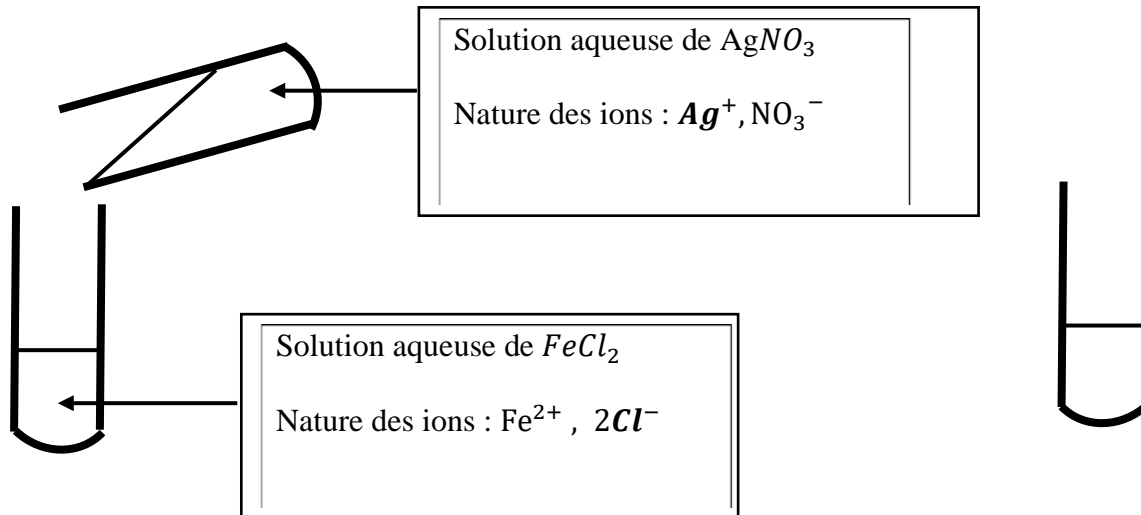 Solution aqueuse de AgNO₃
Nature des ions : Ag⁺, NO₃⁻
Solution aqueuse de FeCl₂
Nature des ions : Fe²⁺ , 2Cl⁻